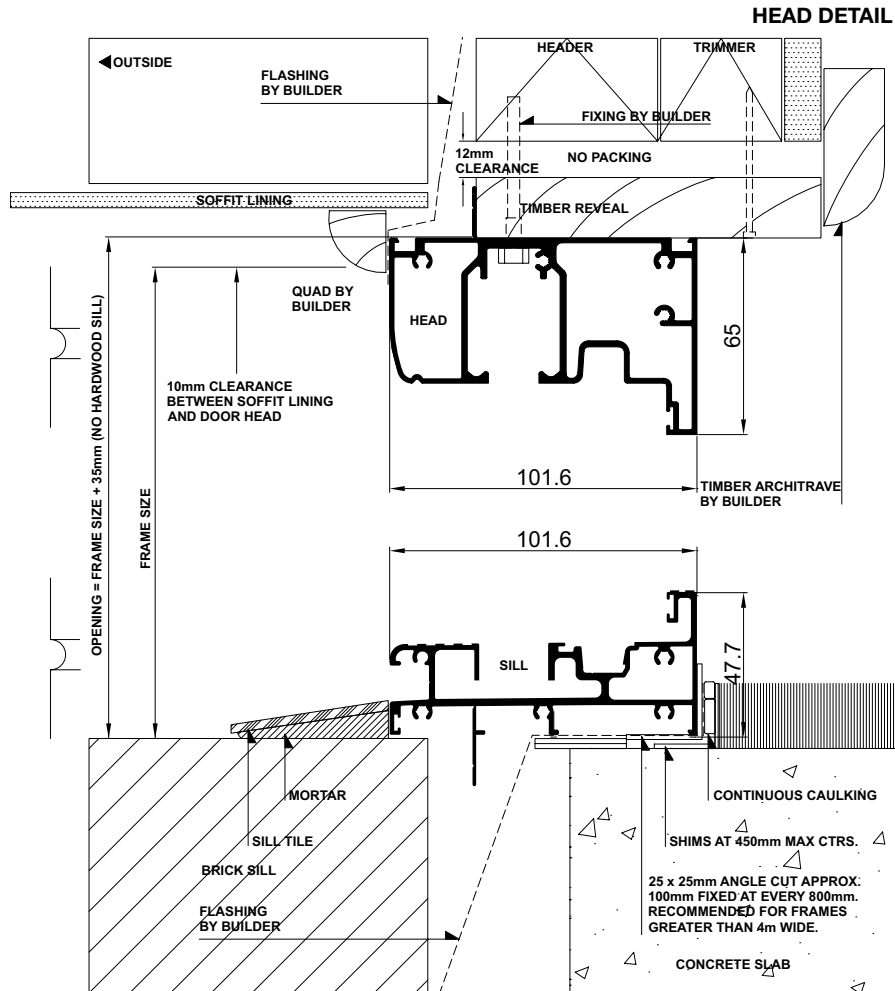 HEAD DETAIL
OUTSIDE
FLASHING
BY BUILDER
HEADER
TRIMMER
FIXING BY BUILDER
12mm
CLEARANCE
NO PACKING
SOFFIT LINING
TIMBER REVEAL
QUAD BY
BUILDER
HEAD
65
10mm CLEARANCE
BETWEEN SOFFIT LINING
AND DOOR HEAD
OPENING = FRAME SIZE + 35mm (NO HARDWOOD SILL)
FRAME SIZE
101.6
TIMBER ARCHITRAVE
BY BUILDER
101.6
SILL
47.7
MORTAR
CONTINUOUS CAULKING
SILL TILE
SHIMS AT 450mm MAX CTRS.
BRICK SILL
25 x 25mm ANGLE CUT APPROX.
100mm FIXED AT EVERY 800mm.
RECOMMENDED FOR FRAMES
GREATER THAN 4m WIDE.
FLASHING
BY BUILDER
CONCRETE SLAB